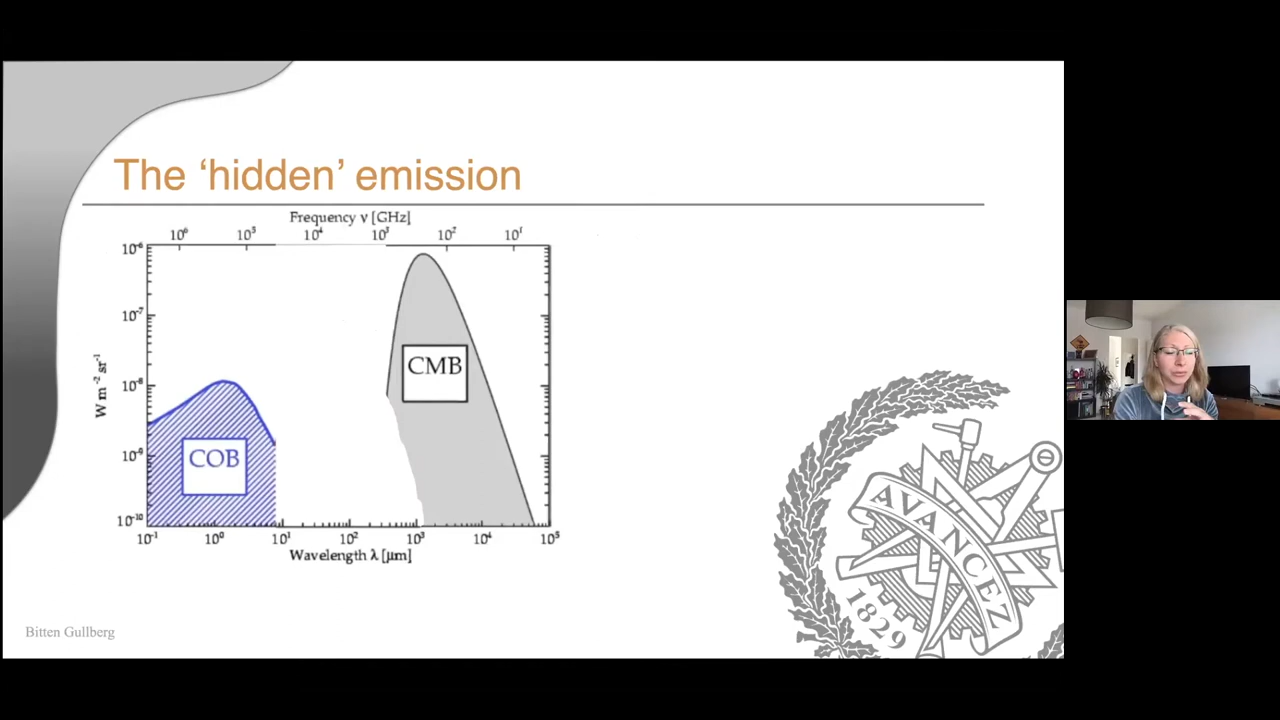 The ‘hidden’ emission
Frequency ν [GHz]
10⁶ 10⁵ 10⁴ 10³ 10² 10¹
10⁻⁶
10⁻⁷
10⁻⁸
10⁻⁹
10⁻¹⁰
W m⁻² sr⁻¹
COB
CMB
10⁻¹ 10⁰ 10¹ 10² 10³ 10⁴ 10⁵
Wavelength λ [μm]
AVANCEZ
1829
Bitten Gullberg